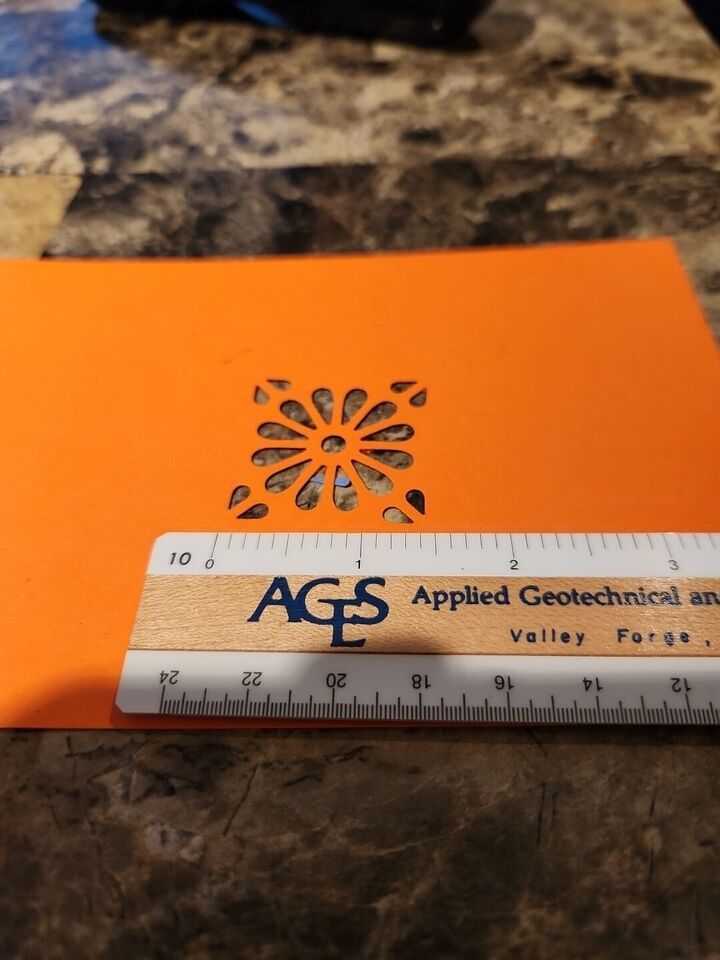 10 0 1 2 3
AGES Applied Geotechnical an
Valley Forge,
24 22 20 18 16 14 12